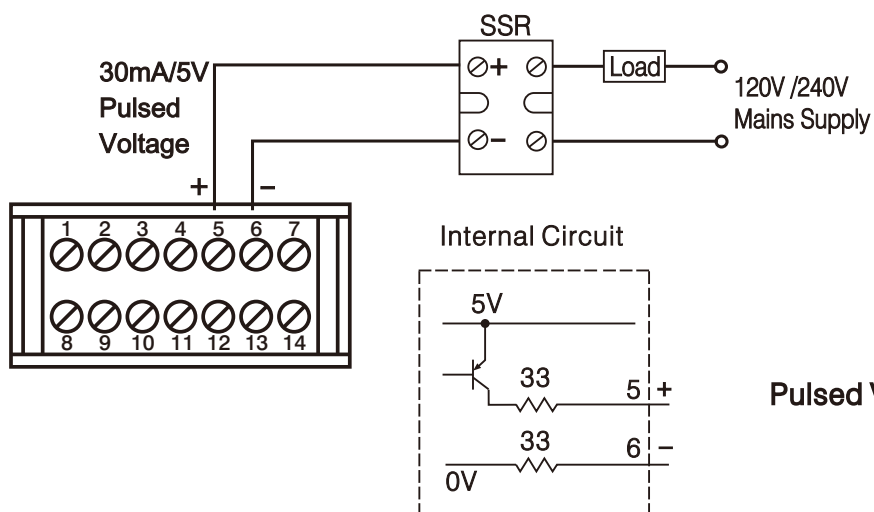 SSR
30mA/5V
Pulsed
Voltage
+ −
+
−
Load
120V /240V
Mains Supply
1 2 3 4 5 6 7
8 9 10 11 12 13 14
Internal Circuit
5V
33
5 +
33
6 −
0V
Pulsed V